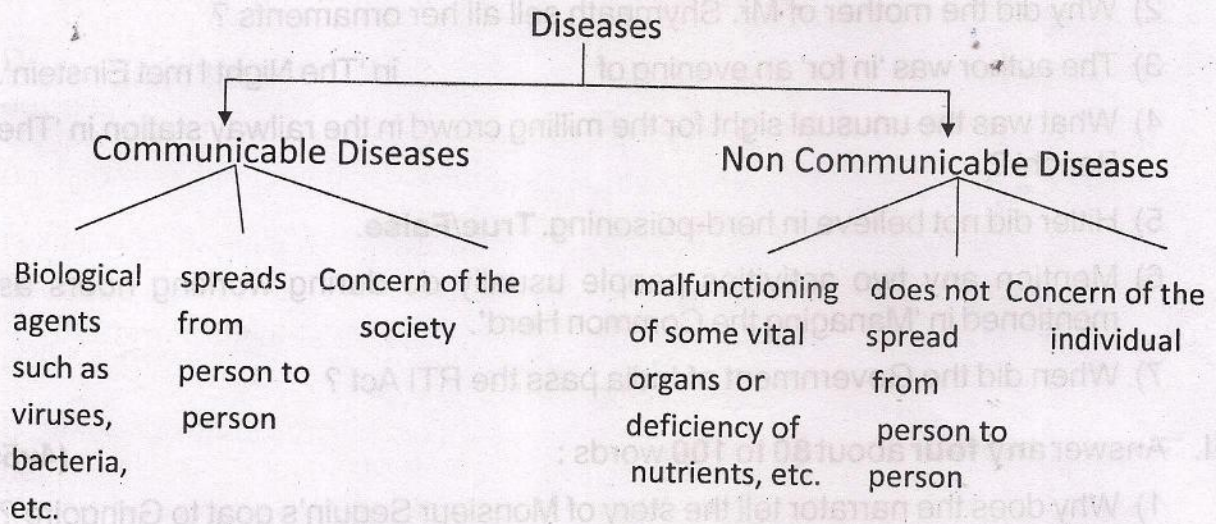 Diseases
Communicable Diseases
Non Communicable Diseases
Biological
agents
such as
viruses,
bacteria,
etc.
spreads
from
person to
person
Concern of the
society
malfunctioning
of some vital
organs or
deficiency of
nutrients, etc.
does not
spread
from
person to
person
Concern of the
individual
2) Why did the mother of Mr. Shymnath sell all her ornaments ?
3) The author was 'in for' an evening of in 'The Night I met Einstein'.
4) What was the unusual sight for the milling crowd in the railway station in 'The
5) Hitler did not believe in herd-poisoning. True/False.
6) Mention any two activities people usually do during working hours as
mentioned in 'Managing the Common Herd'.
7) When did the Government of India pass the RTI Act ?
Answer any four about 80 to 100 words :
1) Why does the narrator tell the story of Monsieur Seguin's goat to Gringoire ?